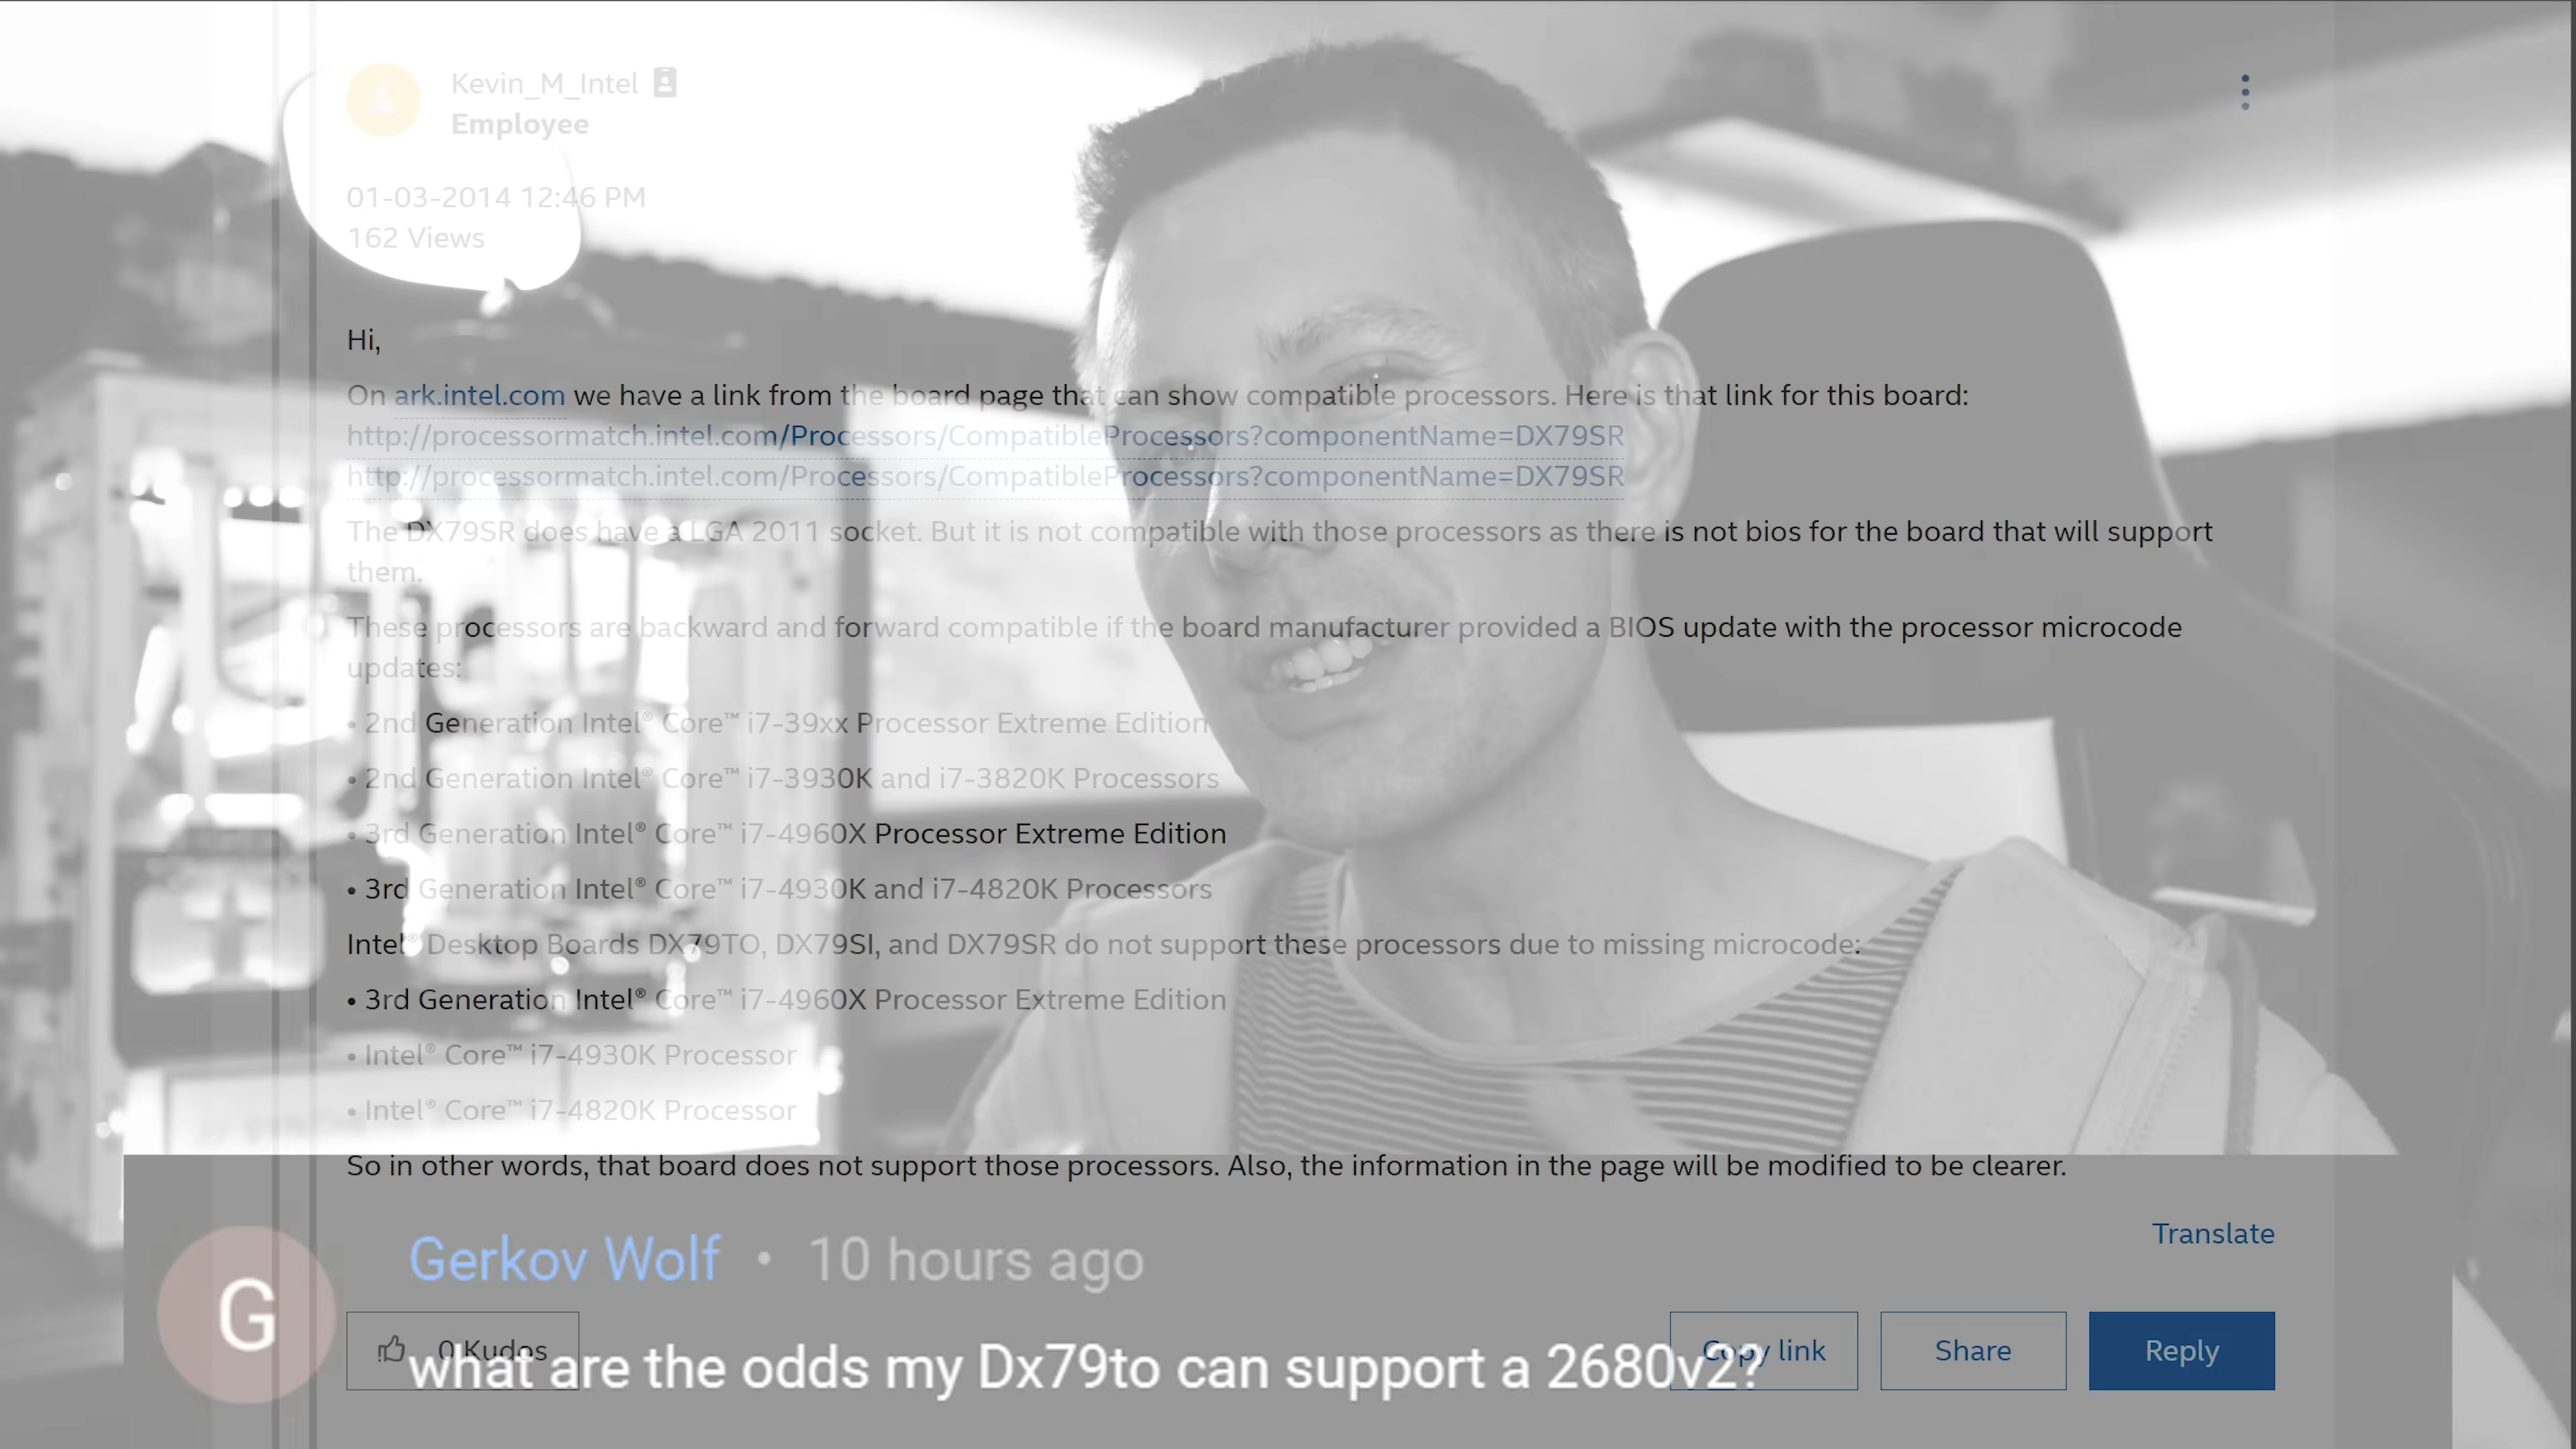 Kevin_M_Intel
Employee
01-03-2014 12:46 PM
162 Views
Hi,
On ark.intel.com we have a link from the board page that can show compatible processors. Here is that link for this board:
http://processormatch.intel.com/Processors/CompatibleProcessors?componentName=DX79SR
http://processormatch.intel.com/Processors/CompatibleProcessors?componentName=DX79SR
The DX79SR does have a LGA 2011 socket. But it is not compatible with those processors as there is not bios for the board that will support
them.
These processors are backward and forward compatible if the board manufacturer provided a BIOS update with the processor microcode
updates:
• 2nd Generation Intel® Core™ i7-39xx Processor Extreme Edition
• 2nd Generation Intel® Core™ i7-3930K and i7-3820K Processors
• 3rd Generation Intel® Core™ i7-4960X Processor Extreme Edition
• 3rd Generation Intel® Core™ i7-4930K and i7-4820K Processors
Intel® Desktop Boards DX79TO, DX79SI, and DX79SR do not support these processors due to missing microcode:
• 3rd Generation Intel® Core™ i7-4960X Processor Extreme Edition
• Intel® Core™ i7-4930K Processor
• Intel® Core™ i7-4820K Processor
So in other words, that board does not support those processors. Also, the information in the page will be modified to be clearer.
Translate
G
Gerkov Wolf • 10 hours ago
0 Kudos
Copy link
Share
Reply
what are the odds my Dx79to can support a 2680v2?